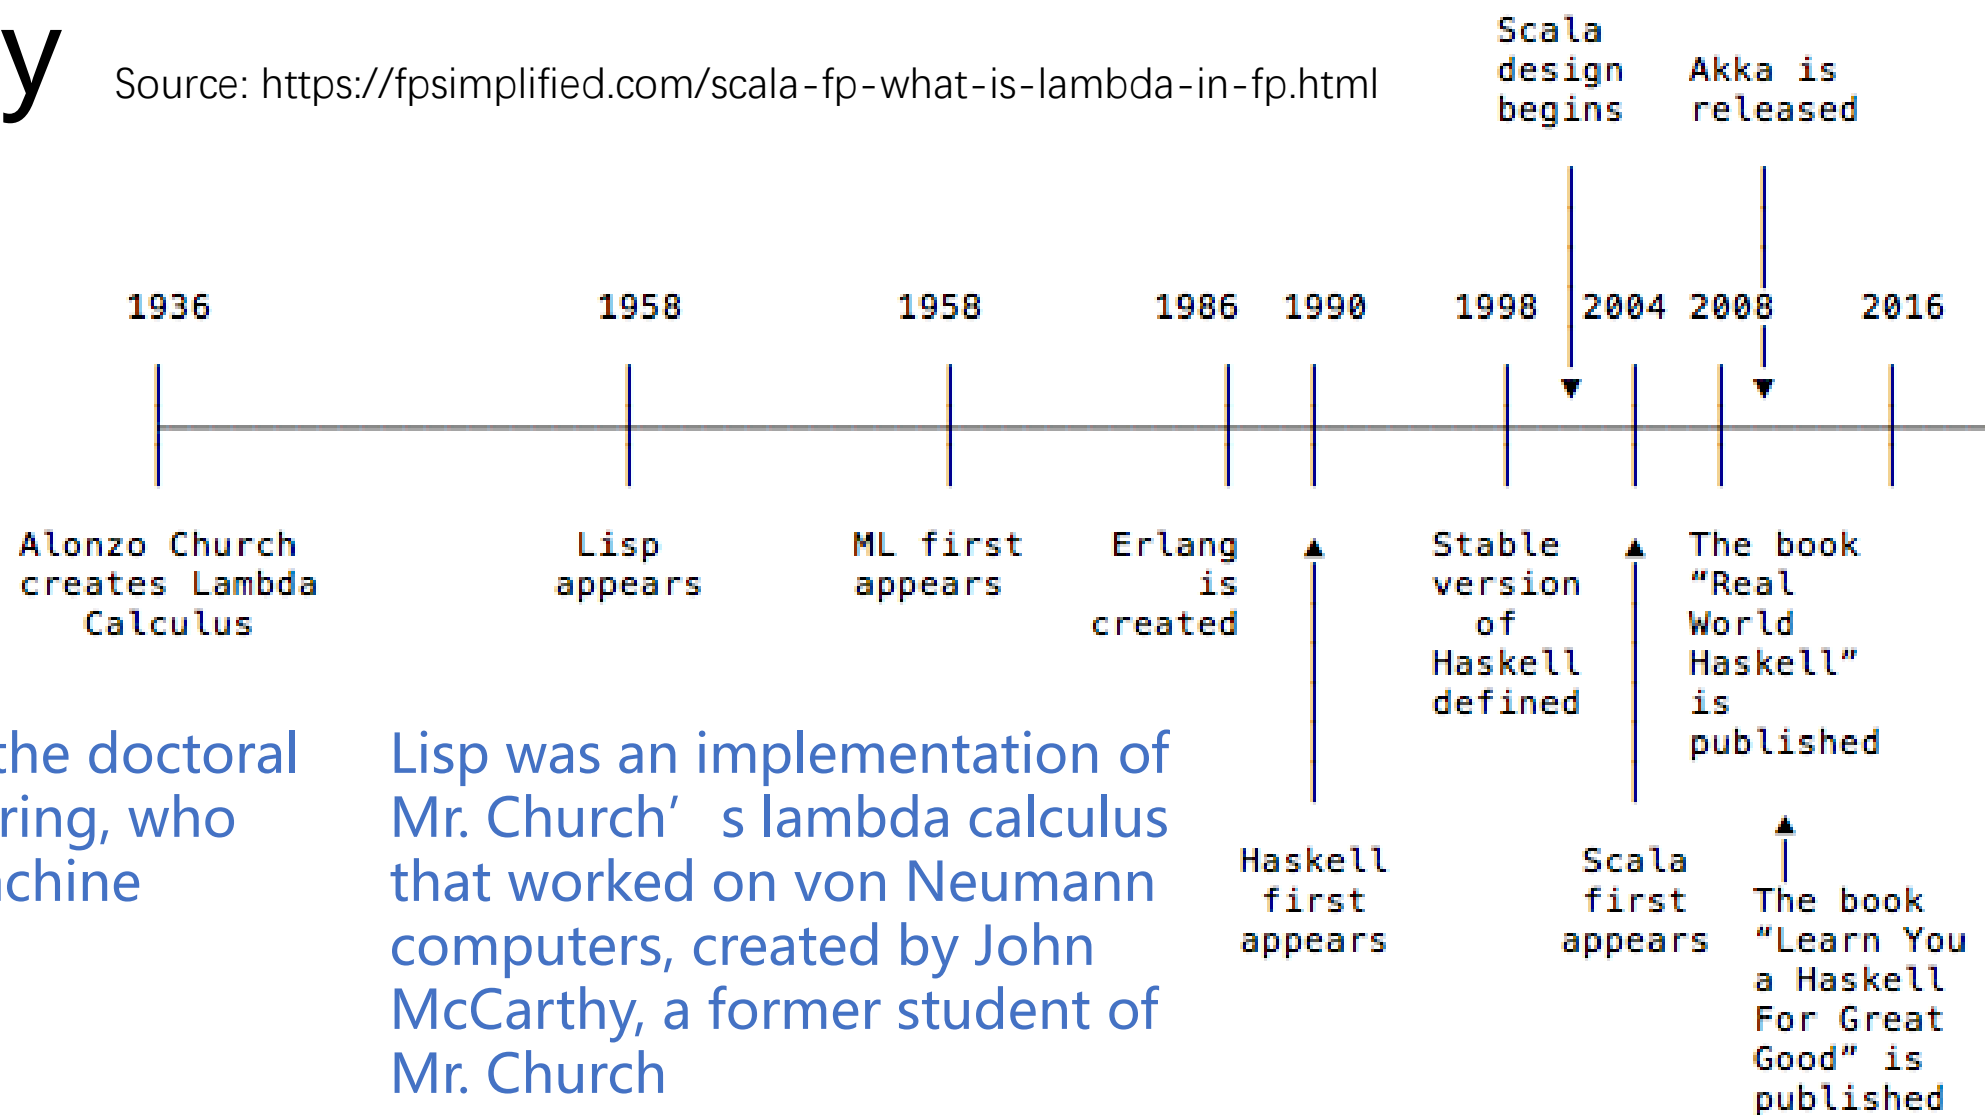 y
Source: https://fpsimplified.com/scala-fp-what-is-lambda-in-fp.html
Scala
design
begins
Akka is
released
1936
1958
1958
1986
1990
1998
2004
2008
2016
Alonzo Church
creates Lambda
Calculus
Lisp
appears
ML first
appears
Erlang
is
created
Stable
version
of
Haskell
defined
The book
“Real
World
Haskell”
is
published
Haskell
first
appears
Scala
first
appears
The book
“Learn You
a Haskell
For Great
Good” is
published
the doctoral
ring, who
chine
Lisp was an implementation of
Mr. Church’ s lambda calculus
that worked on von Neumann
computers, created by John
McCarthy, a former student of
Mr. Church